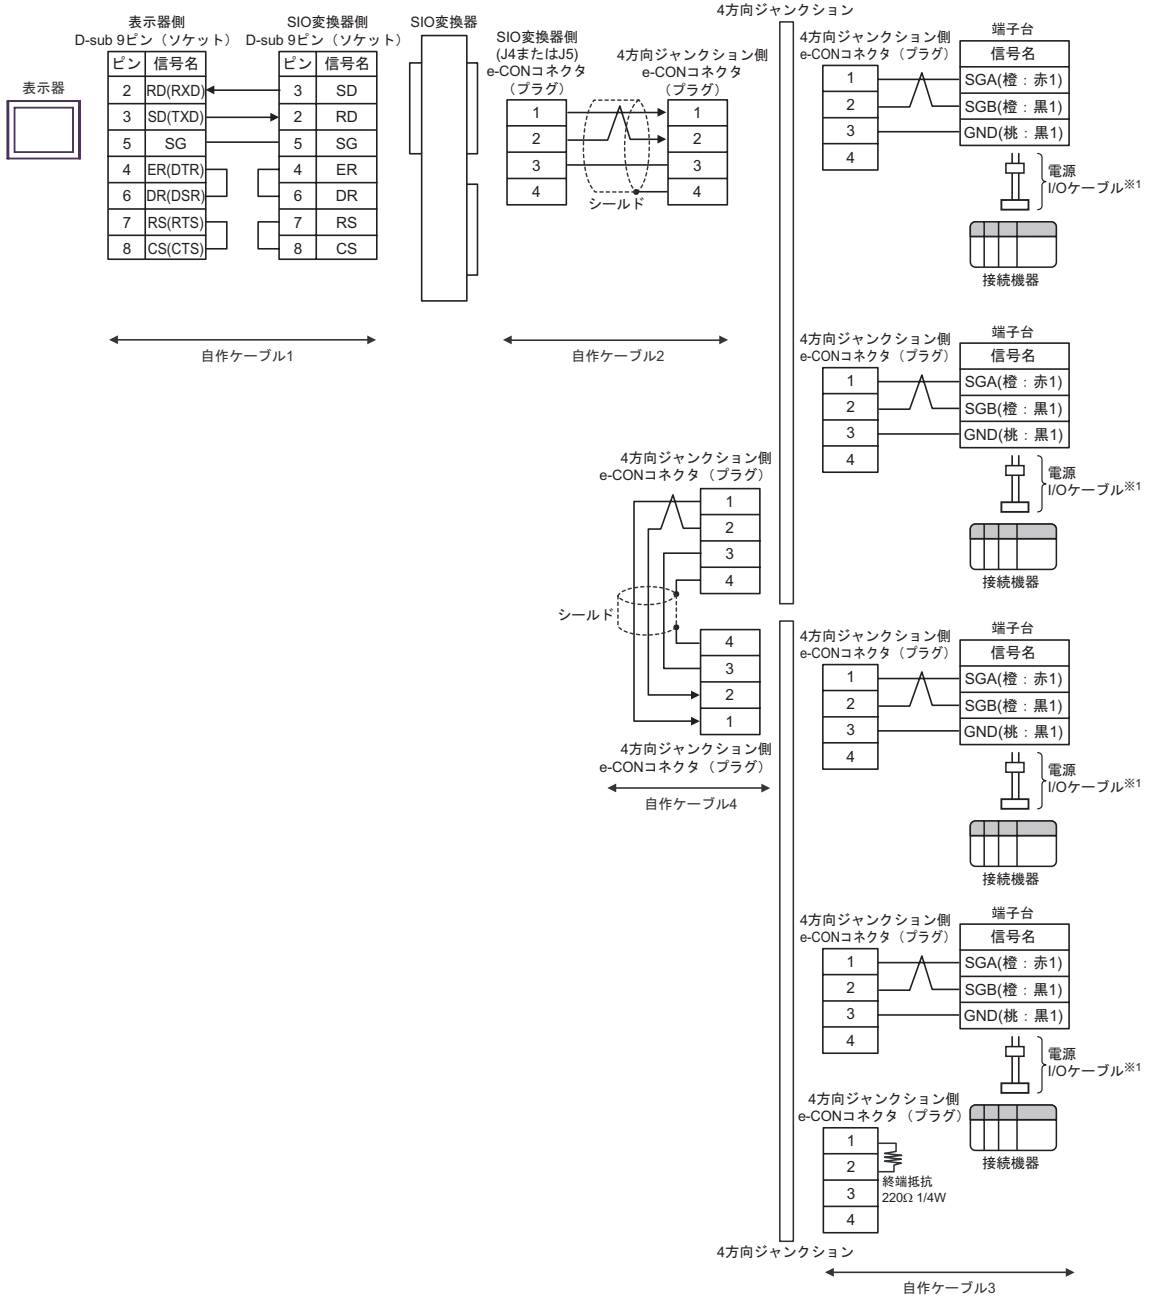 4方向ジャンクション
表示器
表示器側
D-sub 9ピン（ソケット）
ピン 信号名
2 RD(RXD)
3 SD(TXD)
5 SG
4 ER(DTR)
6 DR(DSR)
7 RS(RTS)
8 CS(CTS)
SIO変換器側
D-sub 9ピン（ソケット）
ピン 信号名
3 SD
2 RD
5 SG
4 ER
6 DR
7 RS
8 CS
自作ケーブル1
SIO変換器
SIO変換器側
(J4またはJ5)
e-CONコネクタ
（プラグ）
1
2
3
4
シールド
4方向ジャンクション側
e-CONコネクタ
（プラグ）
1
2
3
4
自作ケーブル2
4方向ジャンクション側
e-CONコネクタ（プラグ）
1
2
3
4
端子台
信号名
SGA(橙：赤1)
SGB(橙：黒1)
GND(桃：黒1)
電源
I/Oケーブル※1
接続機器
4方向ジャンクション側
e-CONコネクタ（プラグ）
1
2
3
4
端子台
信号名
SGA(橙：赤1)
SGB(橙：黒1)
GND(桃：黒1)
電源
I/Oケーブル※1
接続機器
4方向ジャンクション側
e-CONコネクタ（プラグ）
1
2
3
4
シールド
4
3
2
1
4方向ジャンクション側
e-CONコネクタ（プラグ）
自作ケーブル4
4方向ジャンクション側
e-CONコネクタ（プラグ）
1
2
3
4
端子台
信号名
SGA(橙：赤1)
SGB(橙：黒1)
GND(桃：黒1)
電源
I/Oケーブル※1
接続機器
4方向ジャンクション側
e-CONコネクタ（プラグ）
1
2
3
4
端子台
信号名
SGA(橙：赤1)
SGB(橙：黒1)
GND(桃：黒1)
電源
I/Oケーブル※1
接続機器
4方向ジャンクション側
e-CONコネクタ（プラグ）
1
2
3
4
終端抵抗
220Ω 1/4W
4方向ジャンクション
自作ケーブル3